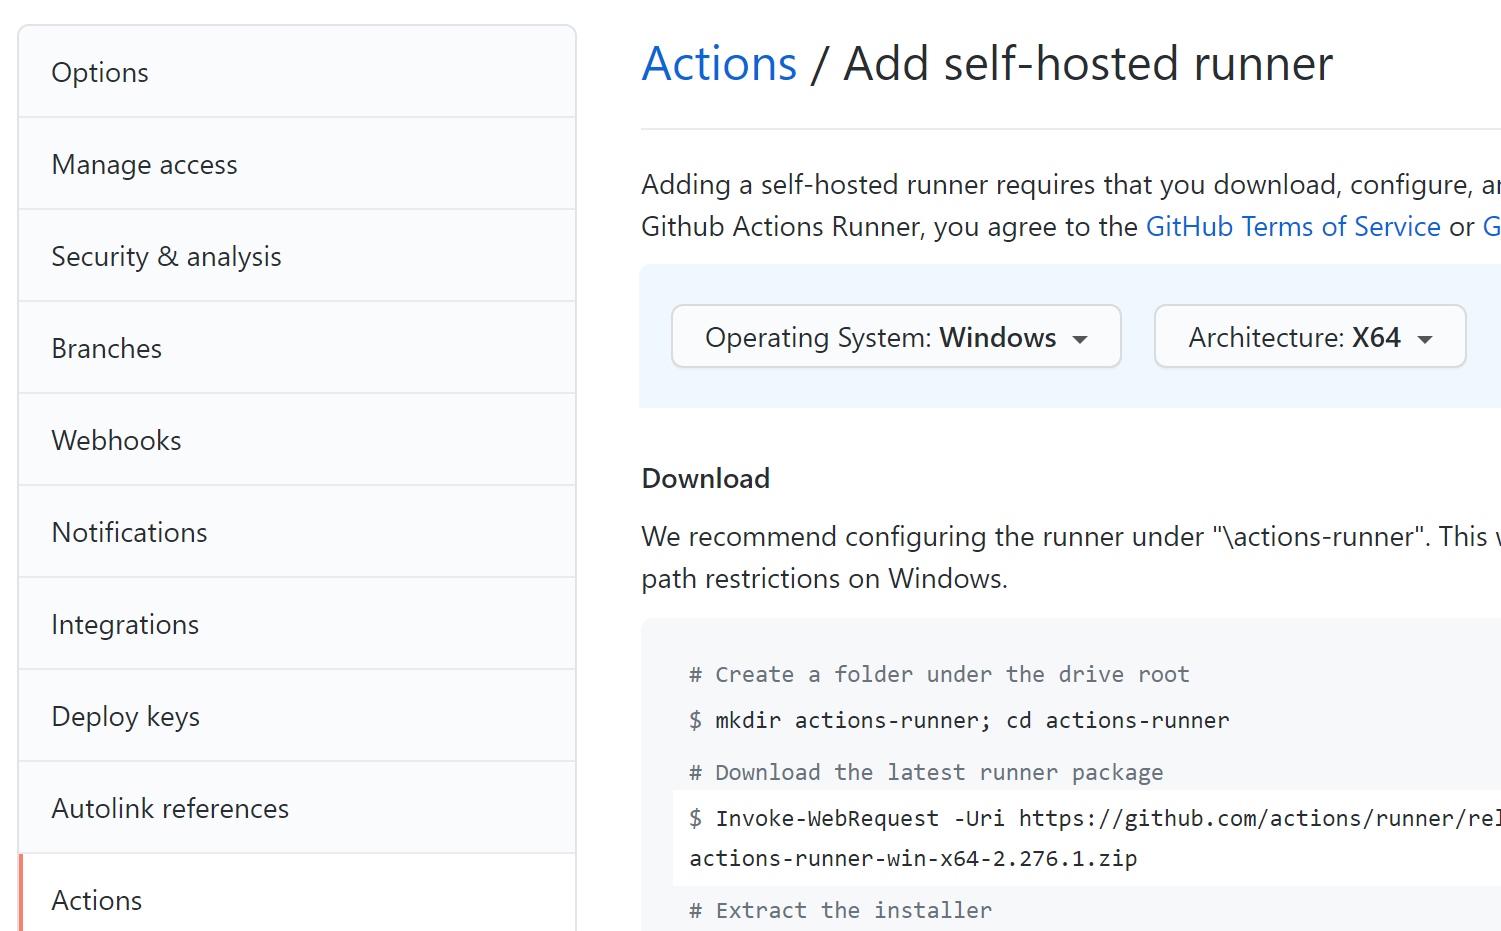 Options
Manage access
Security & analysis
Branches
Webhooks
Notifications
Integrations
Deploy keys
Autolink references
Actions
Actions / Add self-hosted runner
Adding a self-hosted runner requires that you download, configure,
Github Actions Runner, you agree to the GitHub Terms of Service or
Operating System: Windows
Architecture: X64
Download
We recommend configuring the runner under "\actions-runner". This
path restrictions on Windows.
# Create a folder under the drive root
$ mkdir actions-runner; cd actions-runner
# Download the latest runner package
$ Invoke-WebRequest -Uri https://github.com/actions/runner/rel
actions-runner-win-x64-2.276.1.zip
# Extract the installer